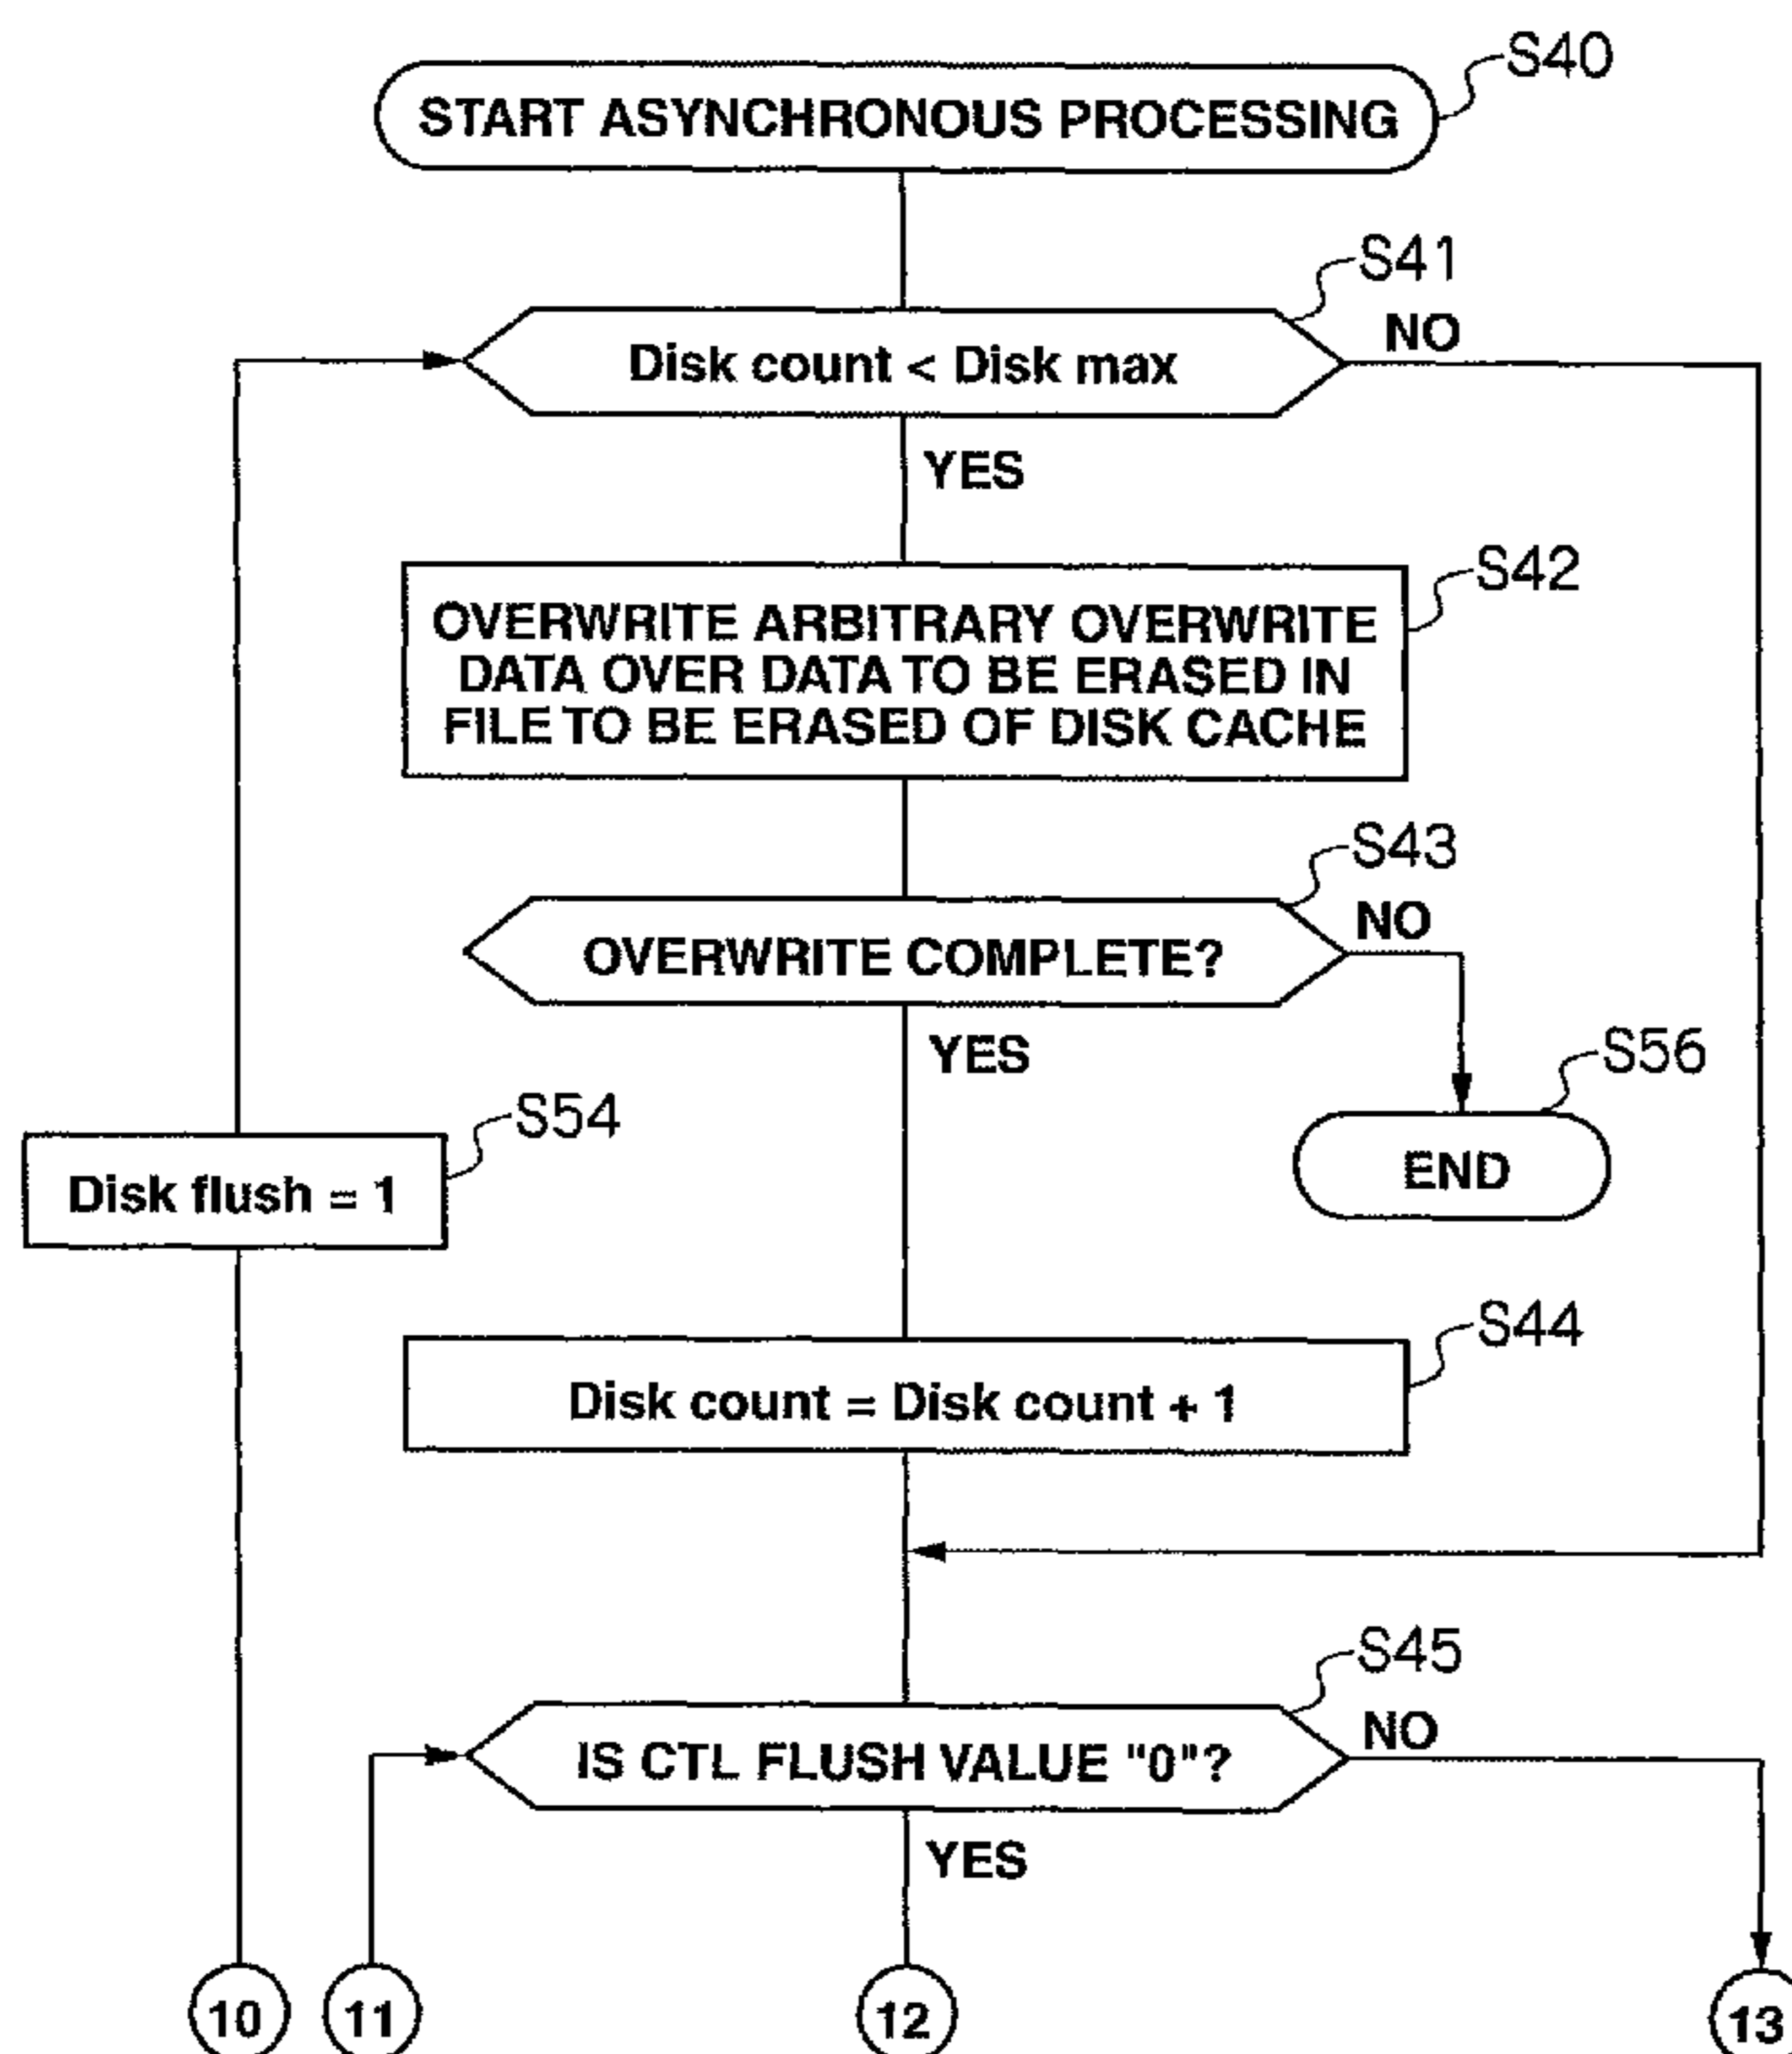 S40
START ASYNCHRONOUS PROCESSING
S41
Disk count < Disk max
NO
YES
S42
OVERWRITE ARBITRARY OVERWRITE
DATA OVER DATA TO BE ERASED IN
FILE TO BE ERASED OF DISK CACHE
S43
OVERWRITE COMPLETE?
NO
YES
S56
END
S54
Disk flush = 1
S44
Disk count = Disk count + 1
S45
IS CTL FLUSH VALUE "0"?
NO
YES
10
11
12
13